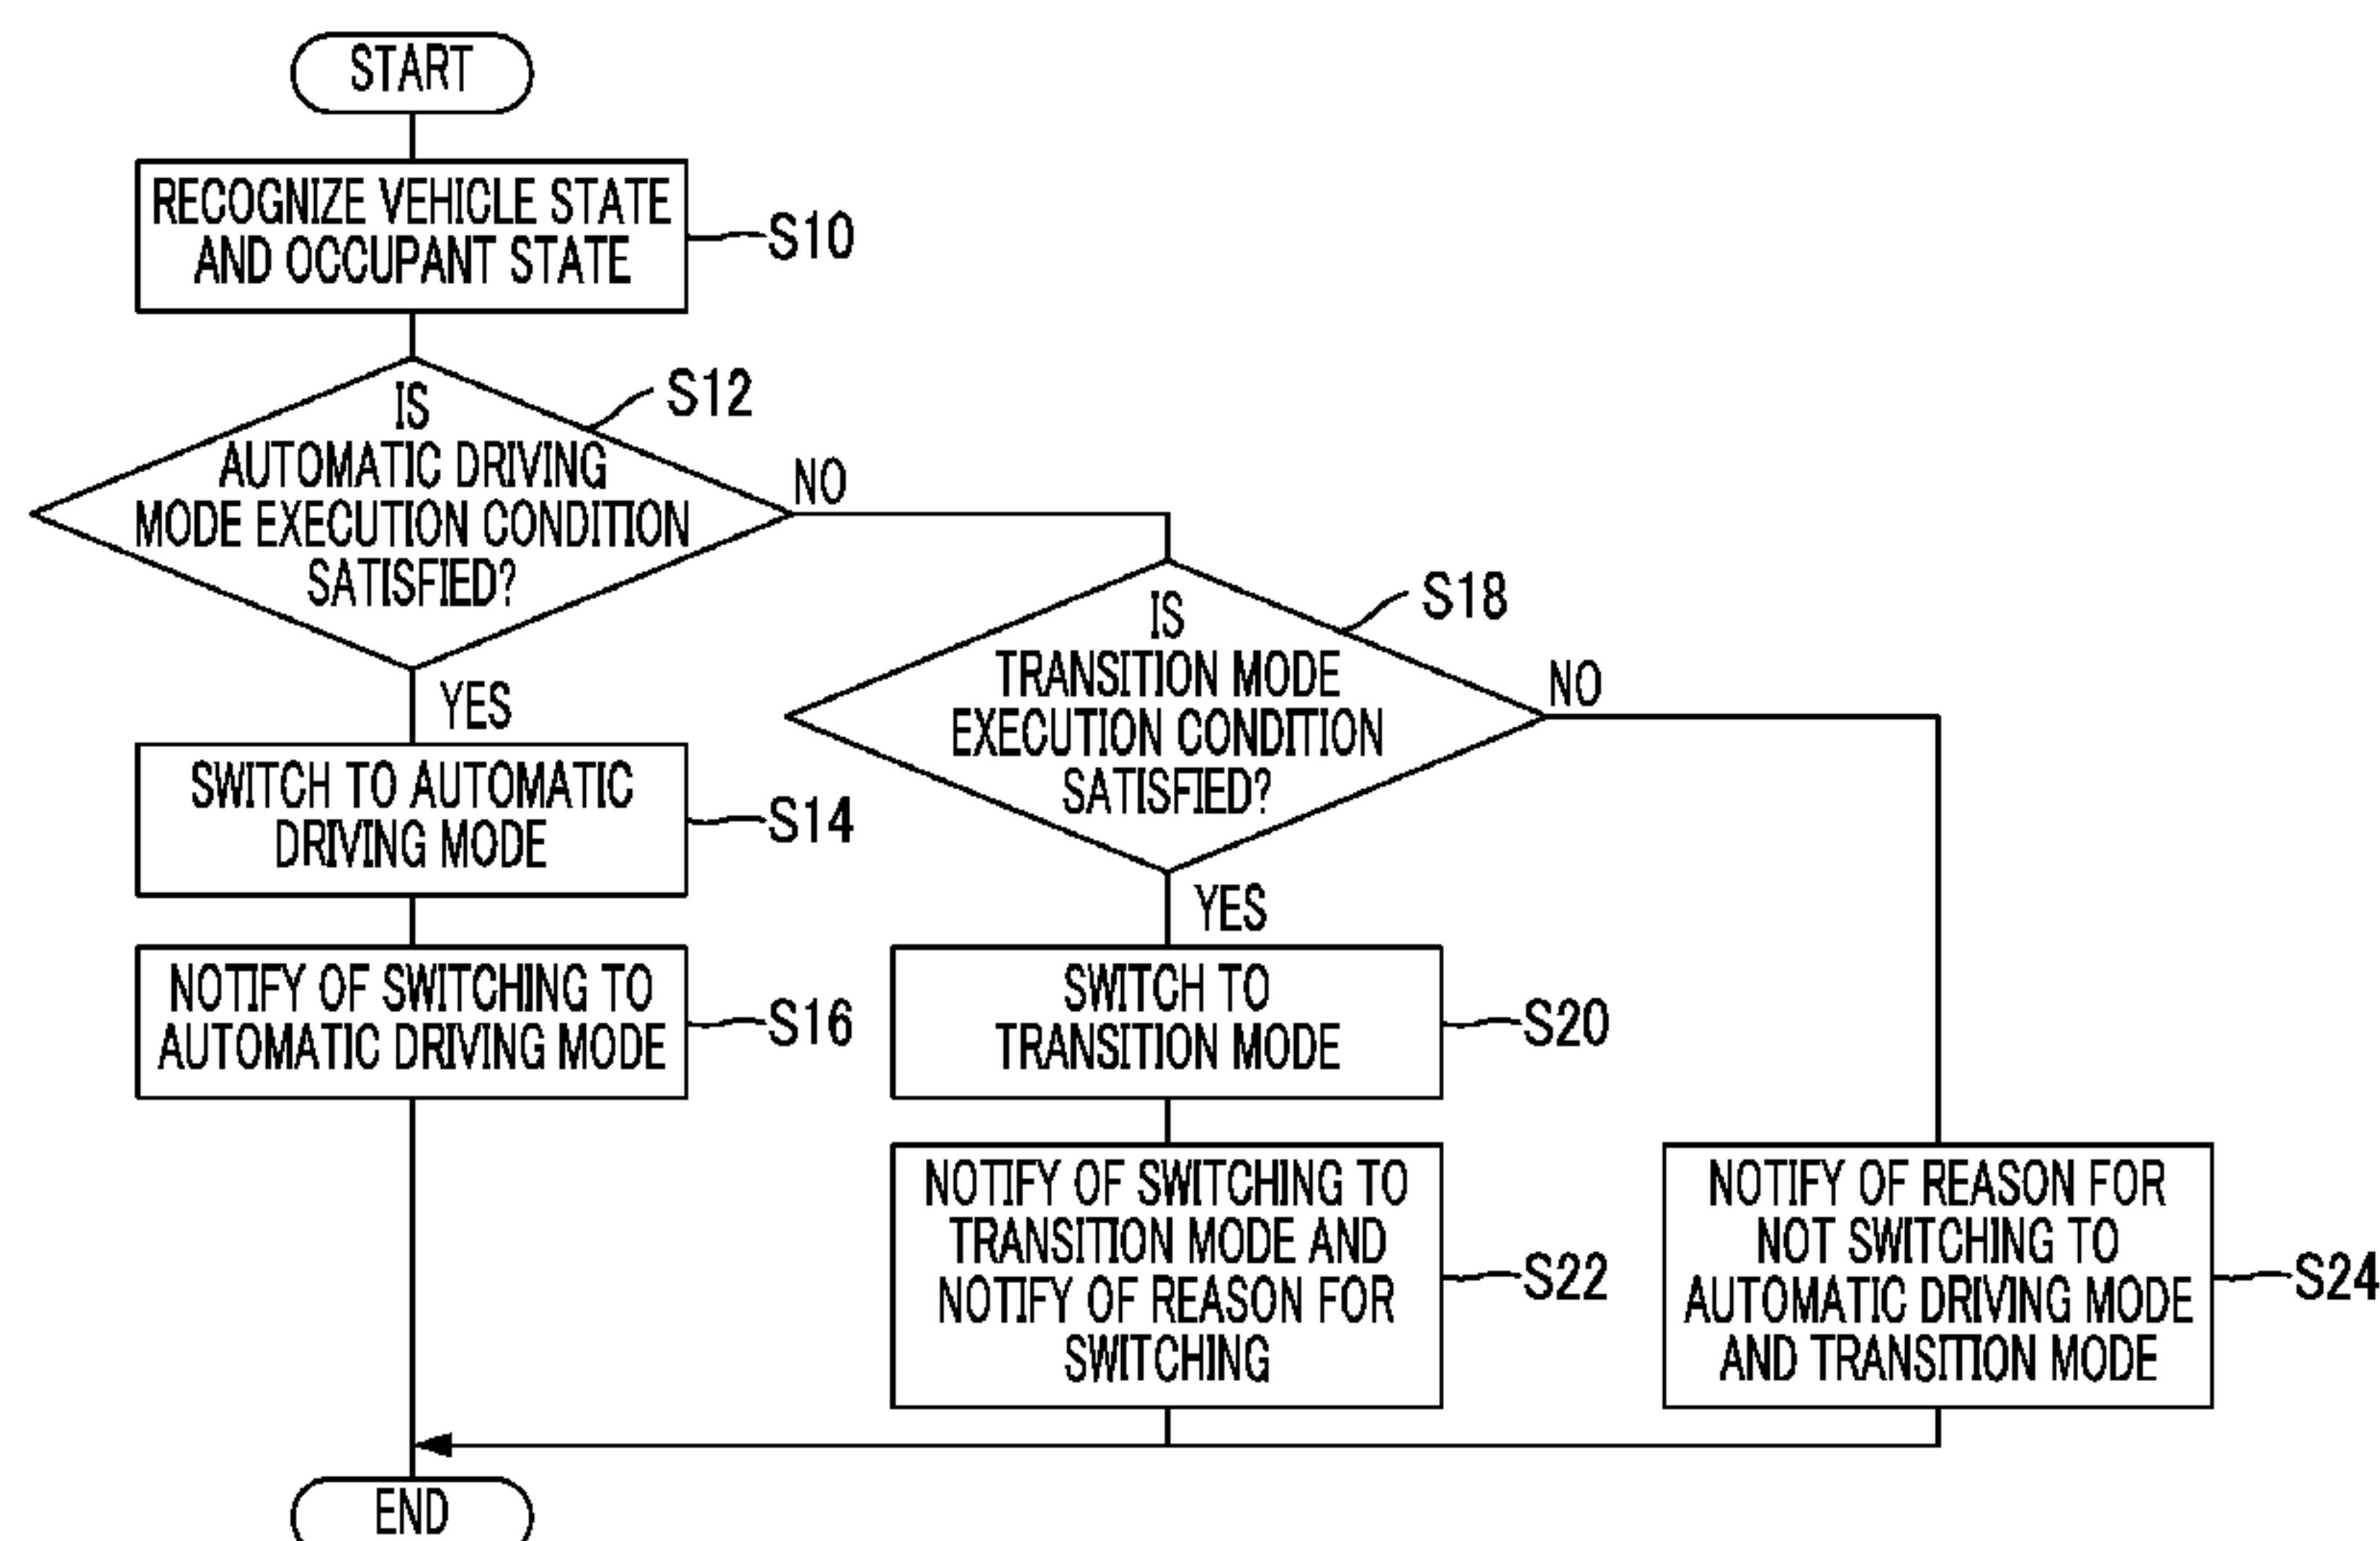 START
RECOGNIZE VEHICLE STATE
AND OCCUPANT STATE
S10
IS
AUTOMATIC DRIVING
MODE EXECUTION CONDITION
SATISFIED?
S12
NO
YES
SWITCH TO AUTOMATIC
DRIVING MODE
S14
NOTIFY OF SWITCHING TO
AUTOMATIC DRIVING MODE
S16
IS
TRANSITION MODE
EXECUTION CONDITION
SATISFIED?
S18
NO
YES
SWITCH TO
TRANSITION MODE
S20
NOTIFY OF SWITCHING TO
TRANSITION MODE AND
NOTIFY OF REASON FOR
SWITCHING
S22
NOTIFY OF REASON FOR
NOT SWITCHING TO
AUTOMATIC DRIVING MODE
AND TRANSITION MODE
S24
END